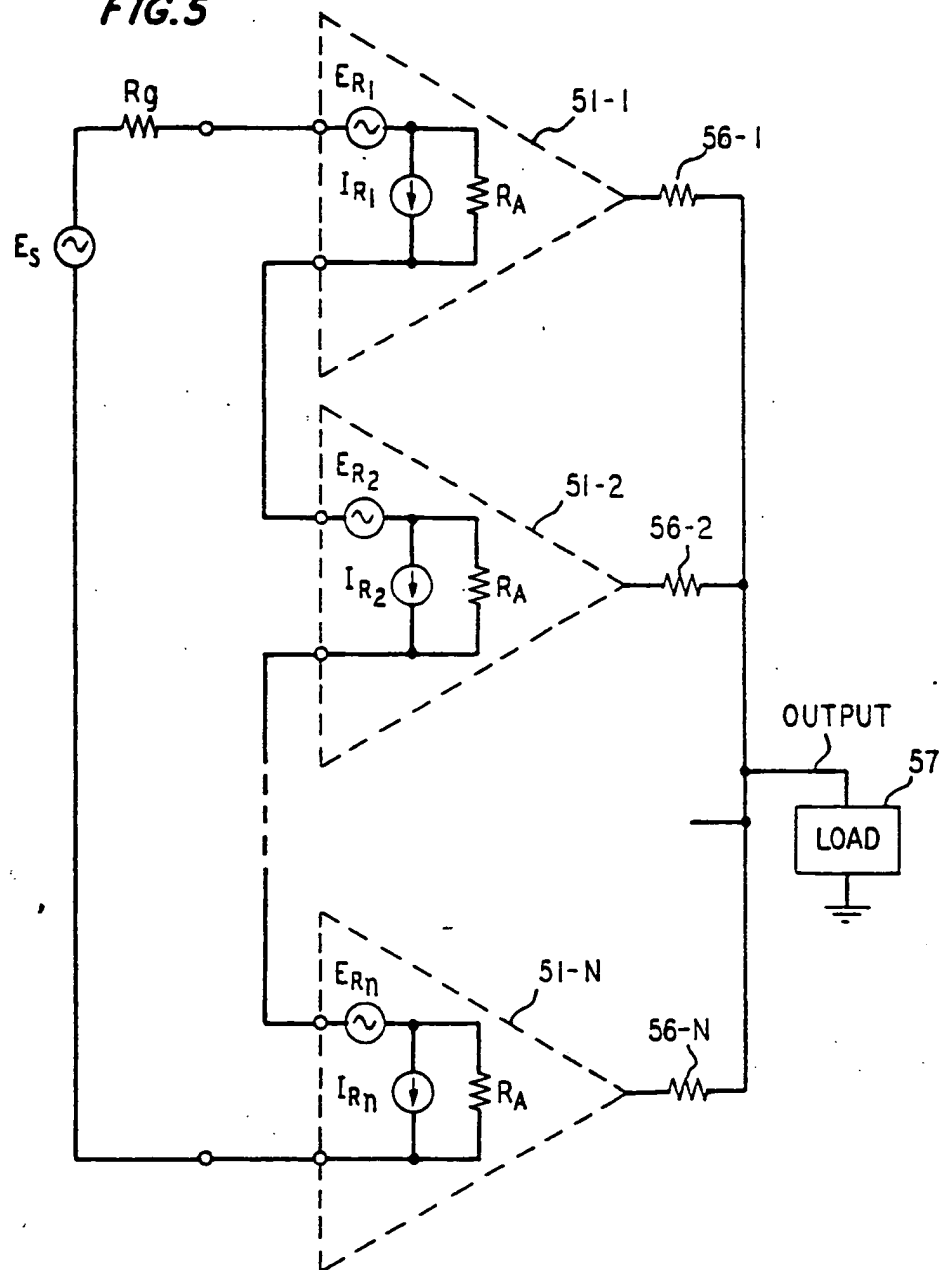 FIG.5
Rg
ER1
51-1
56-1
IR1
RA
ES
ER2
51-2
56-2
IR2
RA
OUTPUT
57
LOAD
ERn
51-N
56-N
IRn
RA